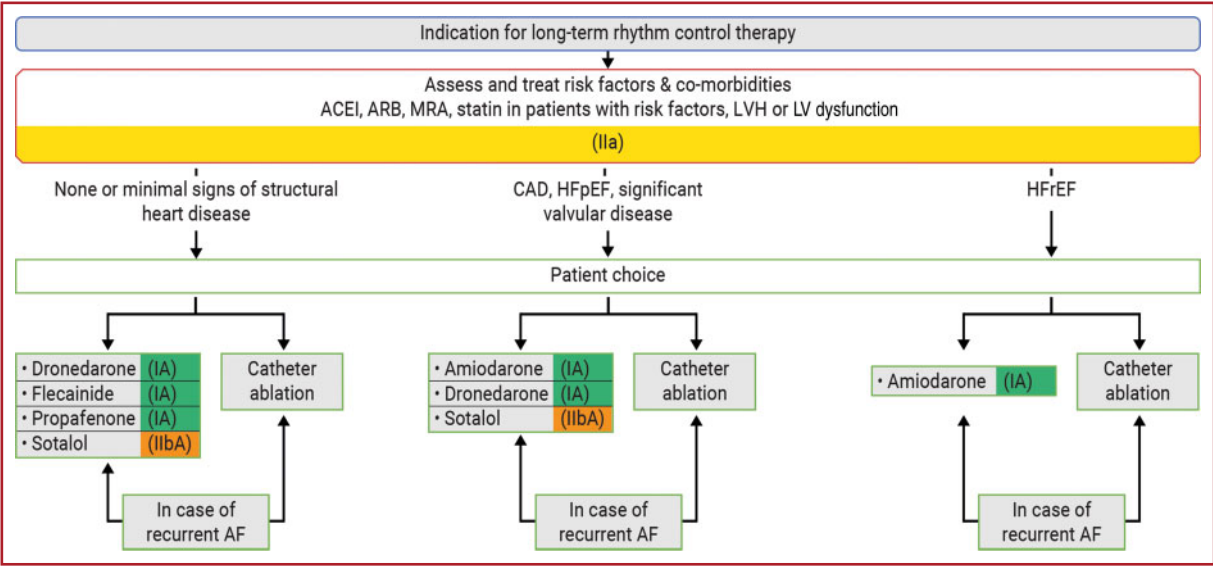 Indication for long-term rhythm control therapy
Assess and treat risk factors & co-morbidities
ACEI, ARB, MRA, statin in patients with risk factors, LVH or LV dysfunction
(IIa)
None or minimal signs of structural
heart disease
CAD, HFpEF, significant
valvular disease
HFrEF
Patient choice
• Dronedarone (IA)
• Flecainide (IA)
• Propafenone (IA)
• Sotalol (IIbA)
Catheter
ablation
• Amiodarone (IA)
• Dronedarone (IA)
• Sotalol (IIbA)
Catheter
ablation
• Amiodarone (IA)
Catheter
ablation
In case of
recurrent AF
In case of
recurrent AF
In case of
recurrent AF